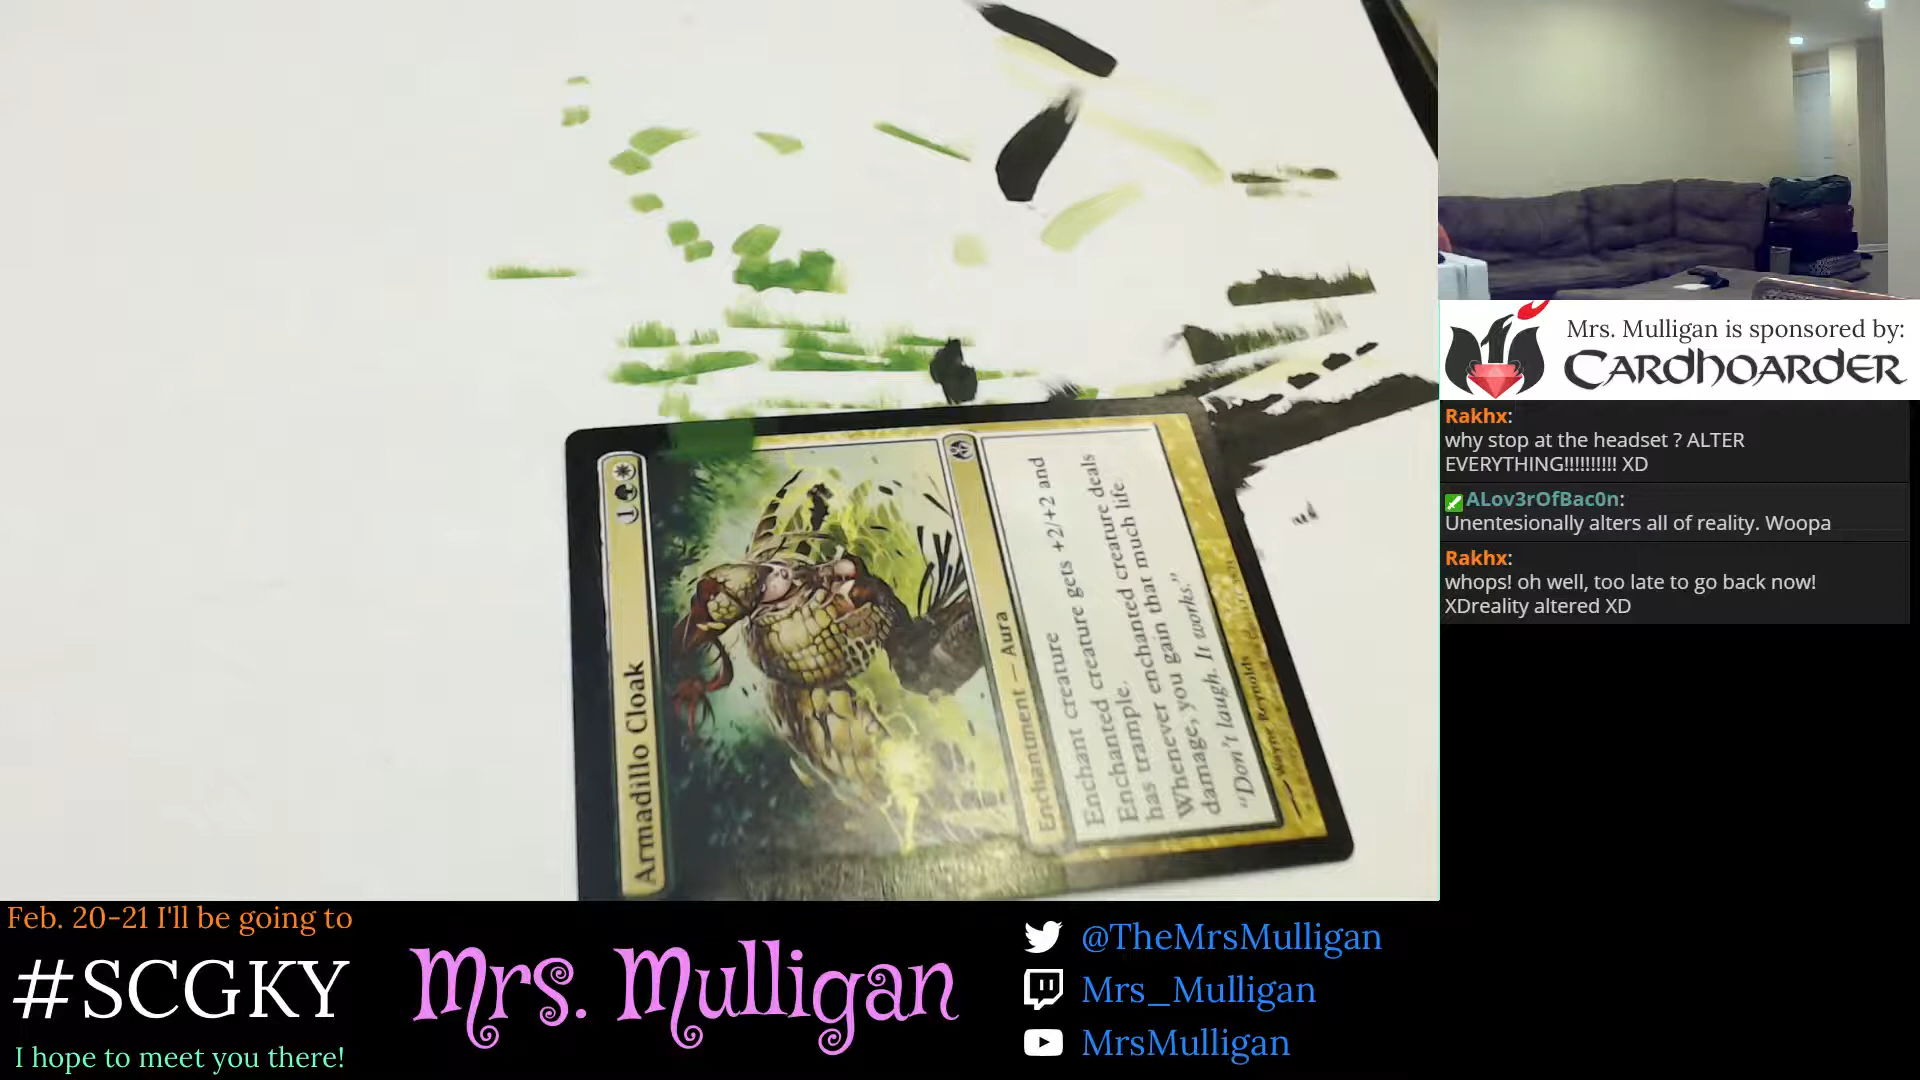 Armadillo Cloak
1
Enchantment — Aura
Enchant creature
Enchanted creature gets +2/+2 and
has trample.
Whenever enchanted creature deals
damage, you gain that much life.
"Don't laugh. It works."
Wayne Reynolds
Mrs. Mulligan is sponsored by:
CARDHOARDER
Rakhx:
why stop at the headset ? ALTER
EVERYTHING!!!!!!!!!! XD
ALov3rOfBac0n:
Unentesionally alters all of reality. Woopa
Rakhx:
whops! oh well, too late to go back now!
XDreality altered XD
Feb. 20-21 I'll be going to
#SCGKY
I hope to meet you there!
Mrs. Mulligan
@TheMrsMulligan
Mrs_Mulligan
MrsMulligan